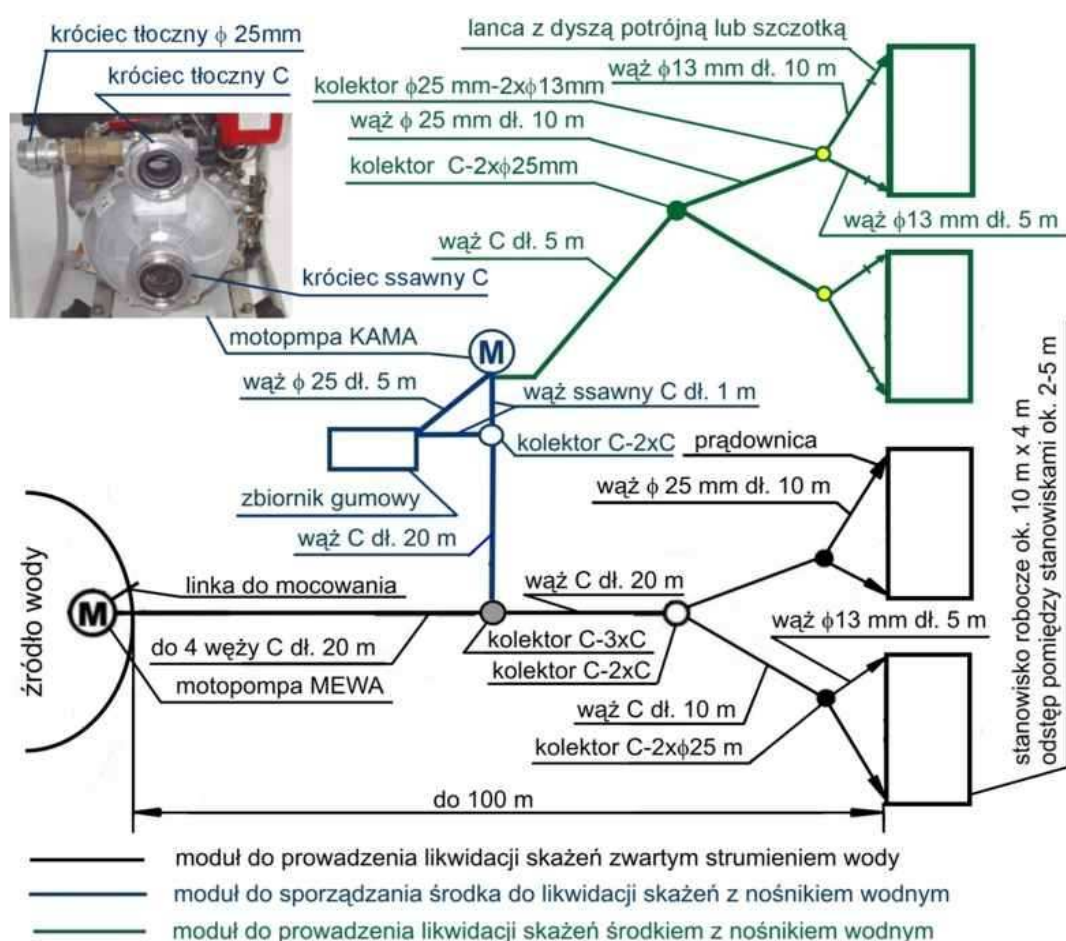 króciec tłoczny ϕ 25mm
króciec tłoczny C
króciec ssawny C
motopmpa KAMA
wąż ϕ 25 dł. 5 m
M
wąż ssawny C dł. 1 m
kolektor C-2xC
zbiornik gumowy
wąż C dł. 20 m
lanca z dyszą potrójną lub szczotką
wąż ϕ13 mm dł. 10 m
kolektor ϕ25 mm-2xϕ13mm
wąż ϕ 25 mm dł. 10 m
kolektor C-2xϕ25mm
wąż ϕ13 mm dł. 5 m
wąż C dł. 5 m
prądownica
wąż ϕ 25 mm dł. 10 m
źródło wody
M
linka do mocowania
do 4 węży C dł. 20 m
motopompa MEWA
wąż C dł. 20 m
kolektor C-3xC
kolektor C-2xC
wąż ϕ13 mm dł. 5 m
wąż C dł. 10 m
kolektor C-2xϕ25 m
stanowisko robocze ok. 10 m x 4 m
odstęp pomiędzy stanowiskami ok. 2-5 m
do 100 m
moduł do prowadzenia likwidacji skażeń zwartym strumieniem wody
moduł do sporządzania środka do likwidacji skażeń z nośnikiem wodnym
moduł do prowadzenia likwidacji skażeń środkiem z nośnikiem wodnym